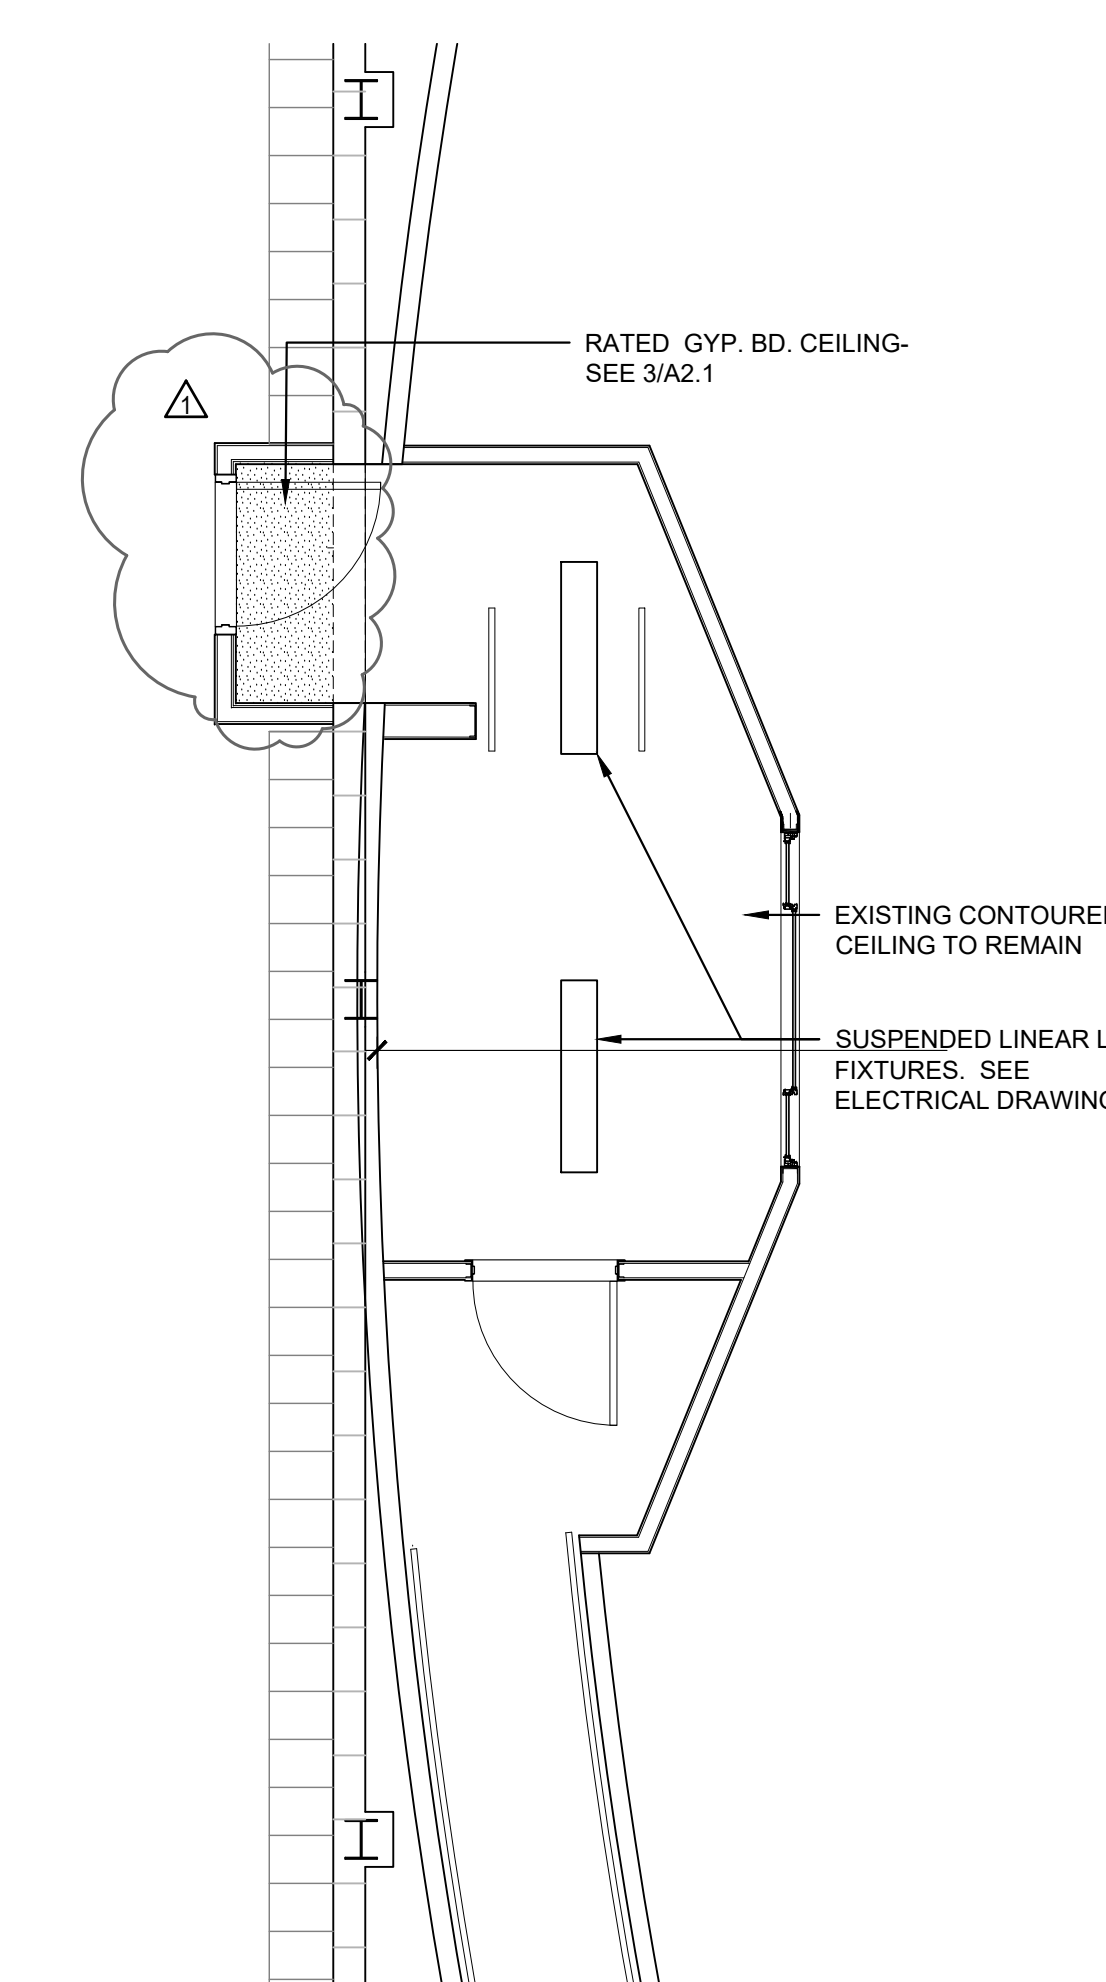 RATED GYP. BD. CEILING-
SEE 3/A2.1
1
EXISTING CONTOURE
CEILING TO REMAIN
SUSPENDED LINEAR L
FIXTURES. SEE
ELECTRICAL DRAWING